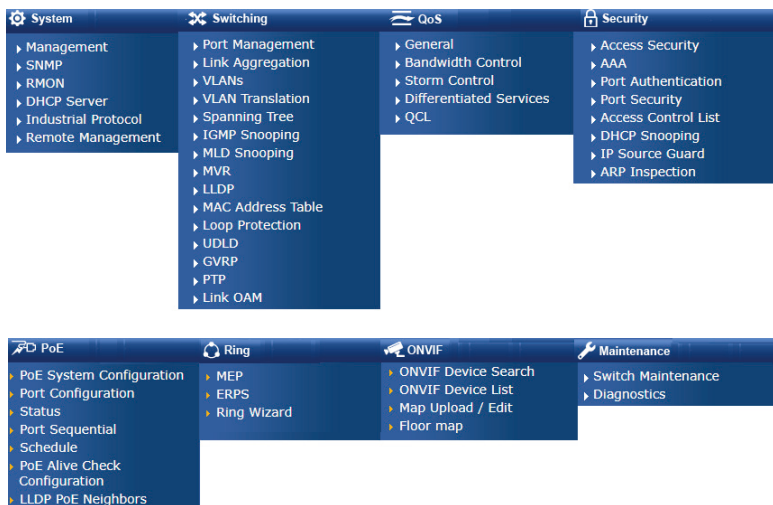 System
Management
SNMP
RMON
DHCP Server
Industrial Protocol
Remote Management
Switching
Port Management
Link Aggregation
VLANs
VLAN Translation
Spanning Tree
IGMP Snooping
MLD Snooping
MVR
LLDP
MAC Address Table
Loop Protection
UDLD
GVRP
PTP
Link OAM
QoS
General
Bandwidth Control
Storm Control
Differentiated Services
QCL
Security
Access Security
AAA
Port Authentication
Port Security
Access Control List
DHCP Snooping
IP Source Guard
ARP Inspection
PoE
PoE System Configuration
Port Configuration
Status
Port Sequential
Schedule
PoE Alive Check
Configuration
LLDP PoE Neighbors
Ring
MEP
ERPS
Ring Wizard
ONVIF
ONVIF Device Search
ONVIF Device List
Map Upload / Edit
Floor map
Maintenance
Switch Maintenance
Diagnostics